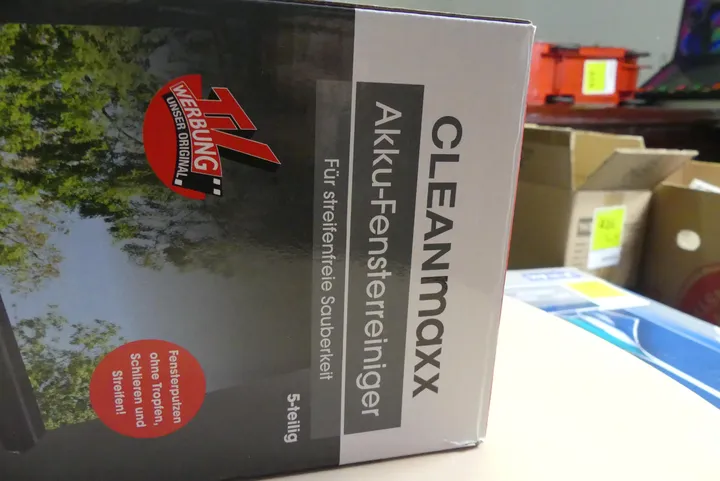 CLEANmaxx
Akku-Fensterreiniger
Für streifenfreie Sauberkeit
5-teilig
TV
WERBUNG
UNSER ORIGINAL
Fensterputzen
ohne Tropfen,
Schlieren und
Streifen!